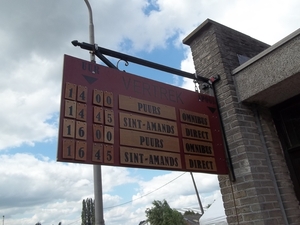 14 00 PUURS OMNIBUS
14 45 SINT-AMANDS DIRECT
16 00 PUURS OMNIBUS
16 45 SINT-AMANDS DIRECT